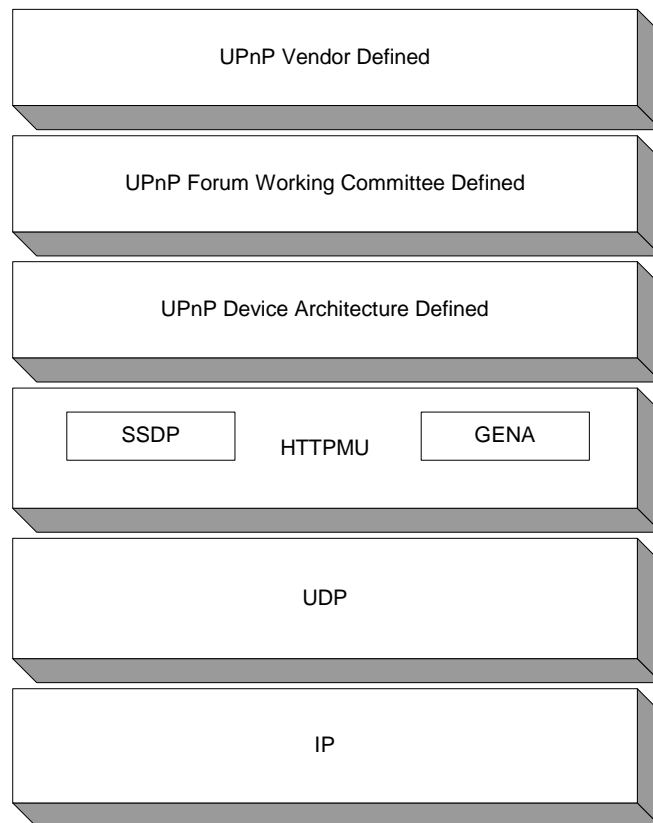 UPnP Vendor Defined
UPnP Forum Working Committee Defined
UPnP Device Architecture Defined
SSDP
HTTPMU
GENA
UDP
IP